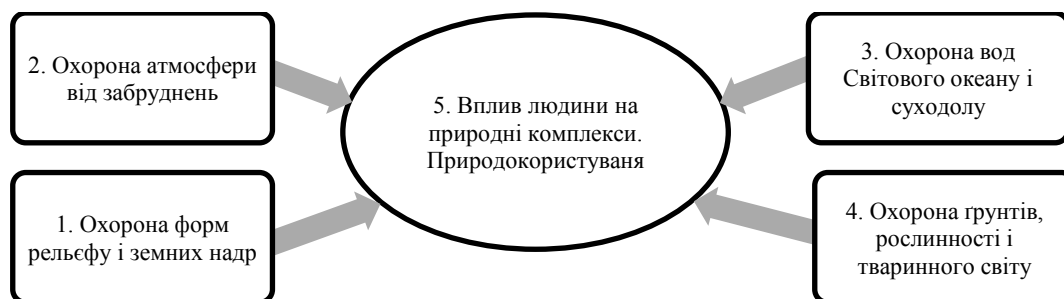 2. Охорона атмосфери
від забруднень
5. Вплив людини на
природні комплекси.
Природокористуваня
3. Охорона вод
Світового океану і
суходолу
1. Охорона форм
рельєфу і земних надр
4. Охорона ґрунтів,
рослинності і
тваринного світу